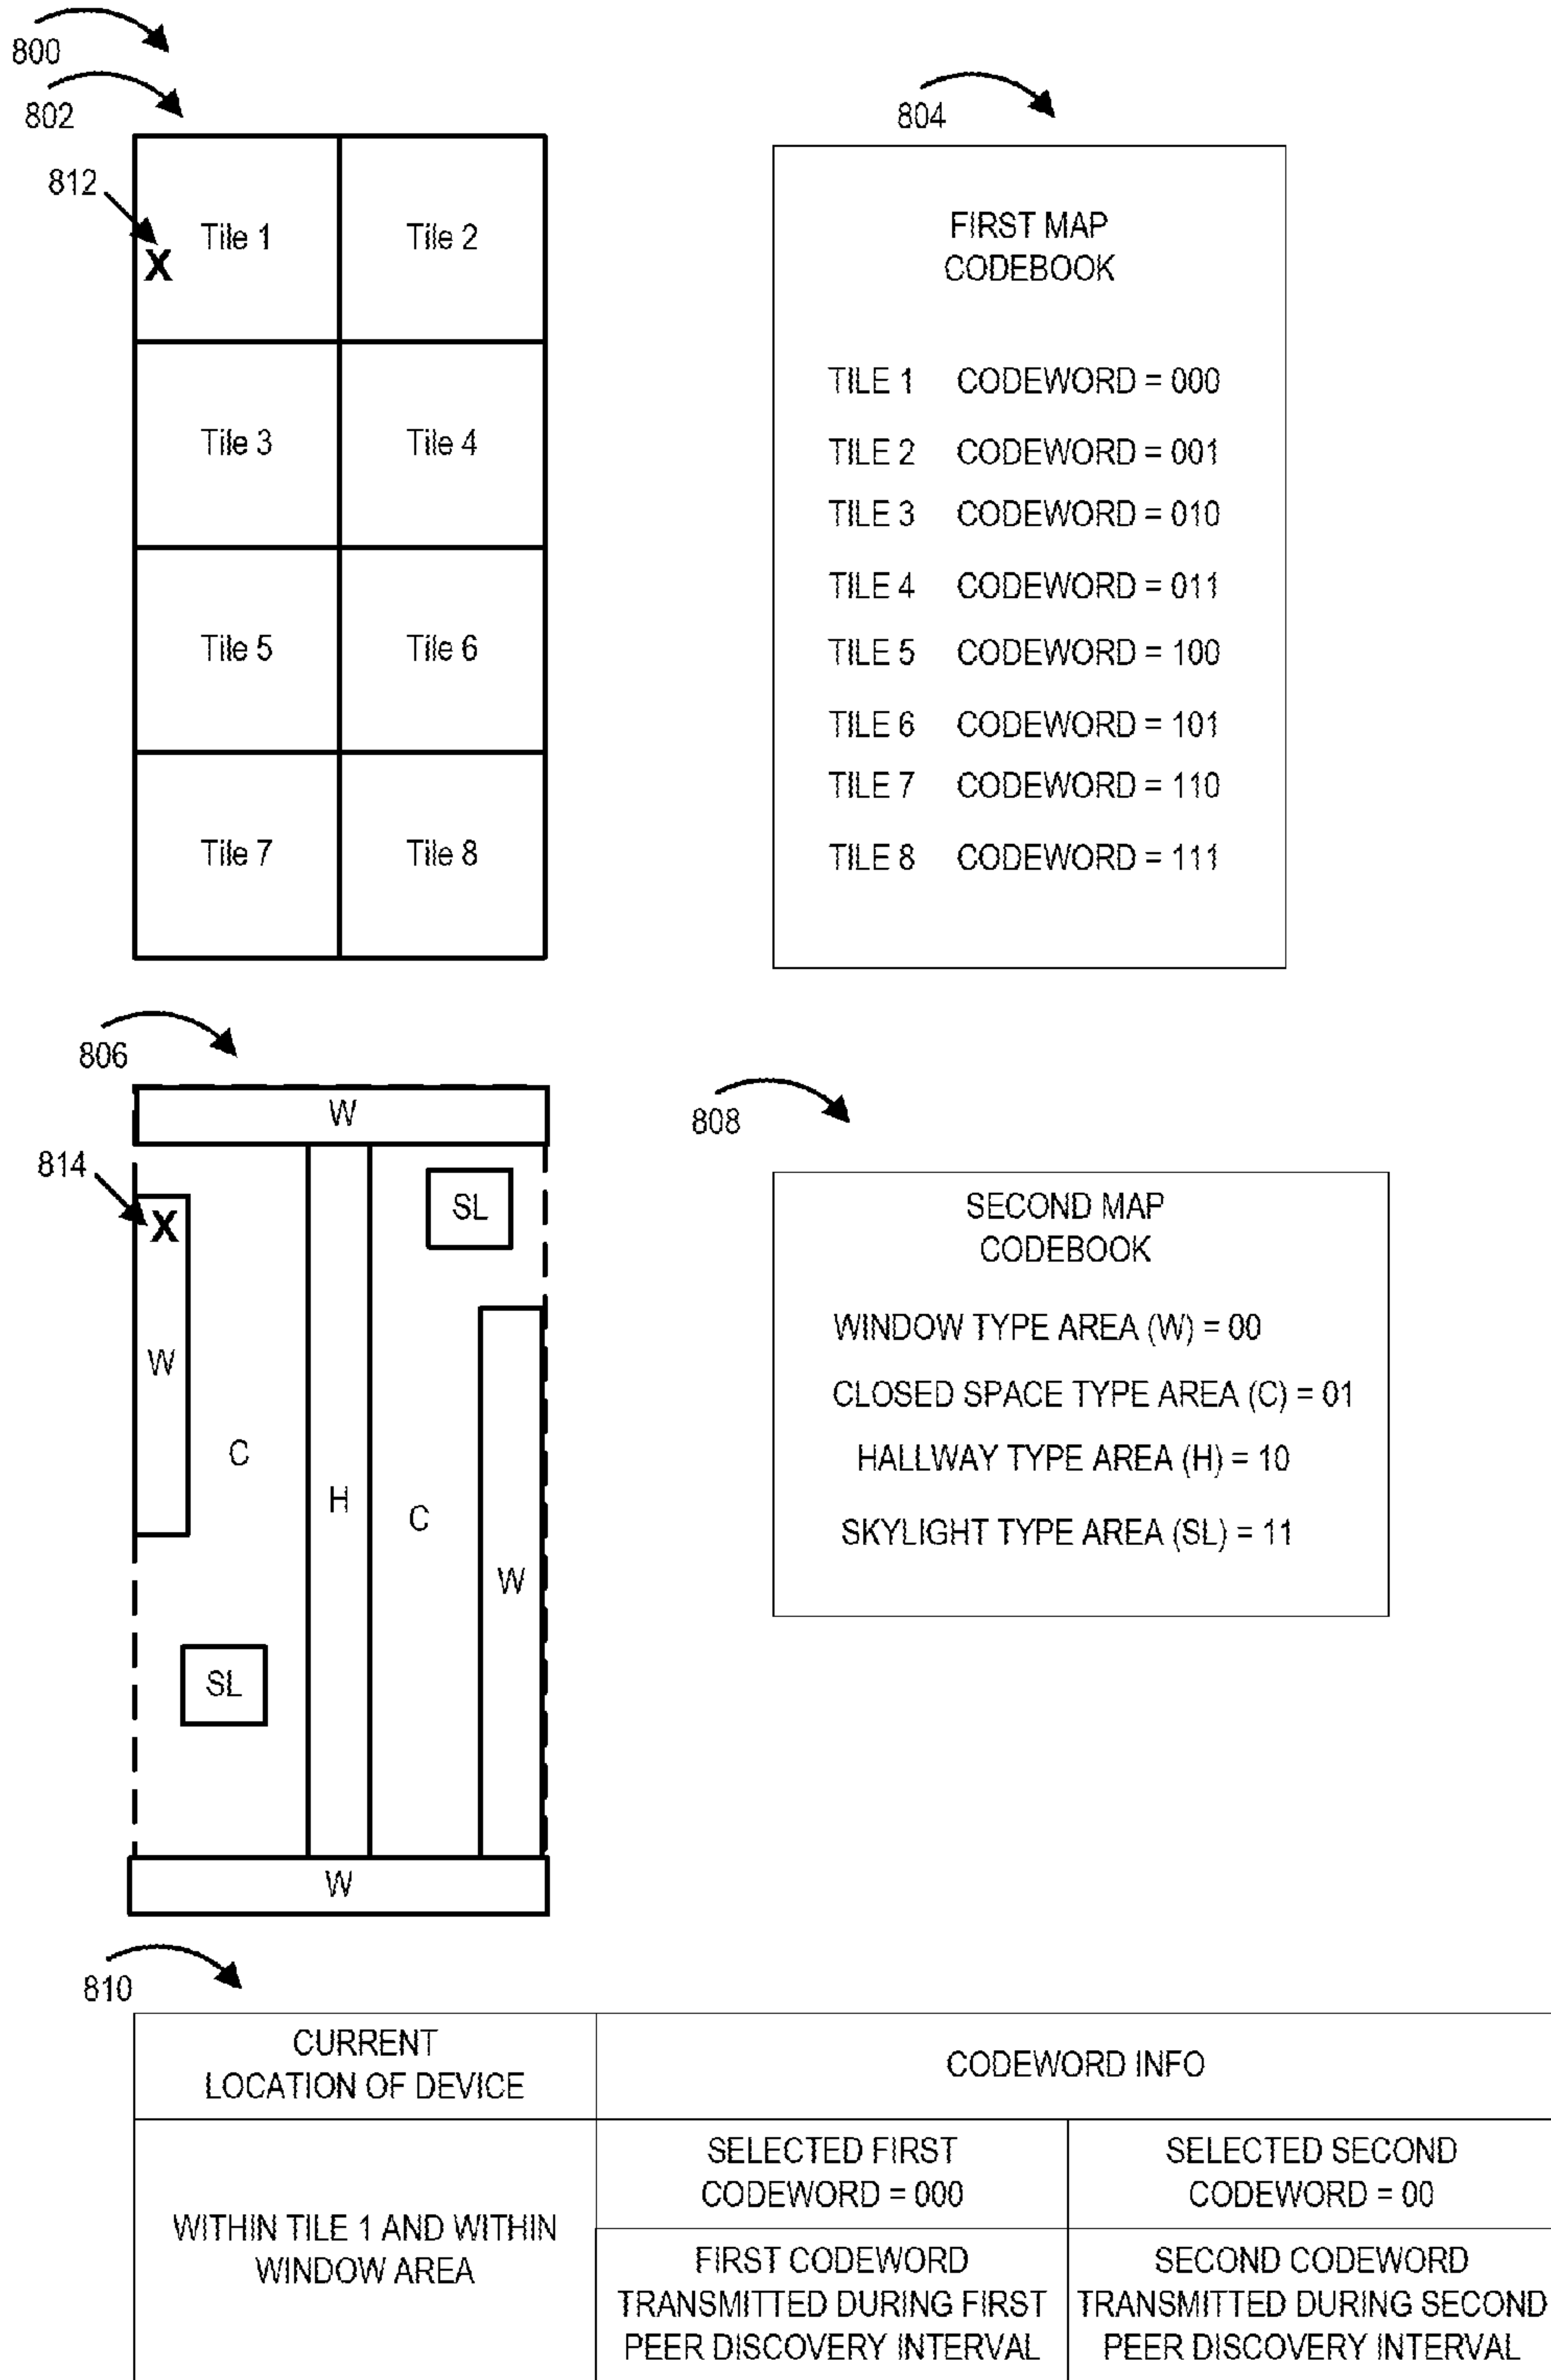 800
802
804
812
Tile 1
Tile 2
X
Tile 3
Tile 4
Tile 5
Tile 6
Tile 7
Tile 8
FIRST MAP
CODEBOOK
TILE 1 CODEWORD = 000
TILE 2 CODEWORD = 001
TILE 3 CODEWORD = 010
TILE 4 CODEWORD = 011
TILE 5 CODEWORD = 100
TILE 6 CODEWORD = 101
TILE 7 CODEWORD = 110
TILE 8 CODEWORD = 111
806
W
814
SL
X
W
C
H
C
W
SL
W
808
SECOND MAP
CODEBOOK
WINDOW TYPE AREA (W) = 00
CLOSED SPACE TYPE AREA (C) = 01
HALLWAY TYPE AREA (H) = 10
SKYLIGHT TYPE AREA (SL) = 11
810
CURRENT
LOCATION OF DEVICE
CODEWORD INFO
WITHIN TILE 1 AND WITHIN
WINDOW AREA
SELECTED FIRST
CODEWORD = 000
SELECTED SECOND
CODEWORD = 00
FIRST CODEWORD
TRANSMITTED DURING FIRST
PEER DISCOVERY INTERVAL
SECOND CODEWORD
TRANSMITTED DURING SECOND
PEER DISCOVERY INTERVAL